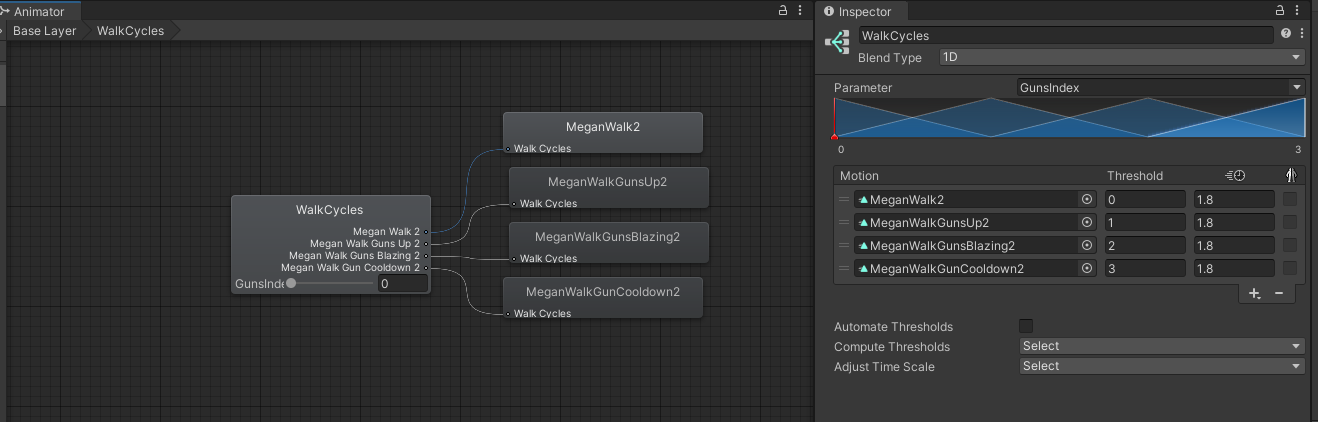 Animator
Base Layer
WalkCycles
MeganWalk2
Walk Cycles
MeganWalkGunsUp2
Walk Cycles
MeganWalkGunsBlazing2
Walk Cycles
MeganWalkGunCooldown2
Walk Cycles
WalkCycles
Megan Walk 2
Megan Walk Guns Up 2
Megan Walk Guns Blazing 2
Megan Walk Gun Cooldown 2
GunsInde 0
Inspector
WalkCycles
Blend Type 1D
Parameter GunsIndex
0 3
Motion Threshold
MeganWalk2 0 1.8
MeganWalkGunsUp2 1 1.8
MeganWalkGunsBlazing2 2 1.8
MeganWalkGunCooldown2 3 1.8
Automate Thresholds
Compute Thresholds Select
Adjust Time Scale Select